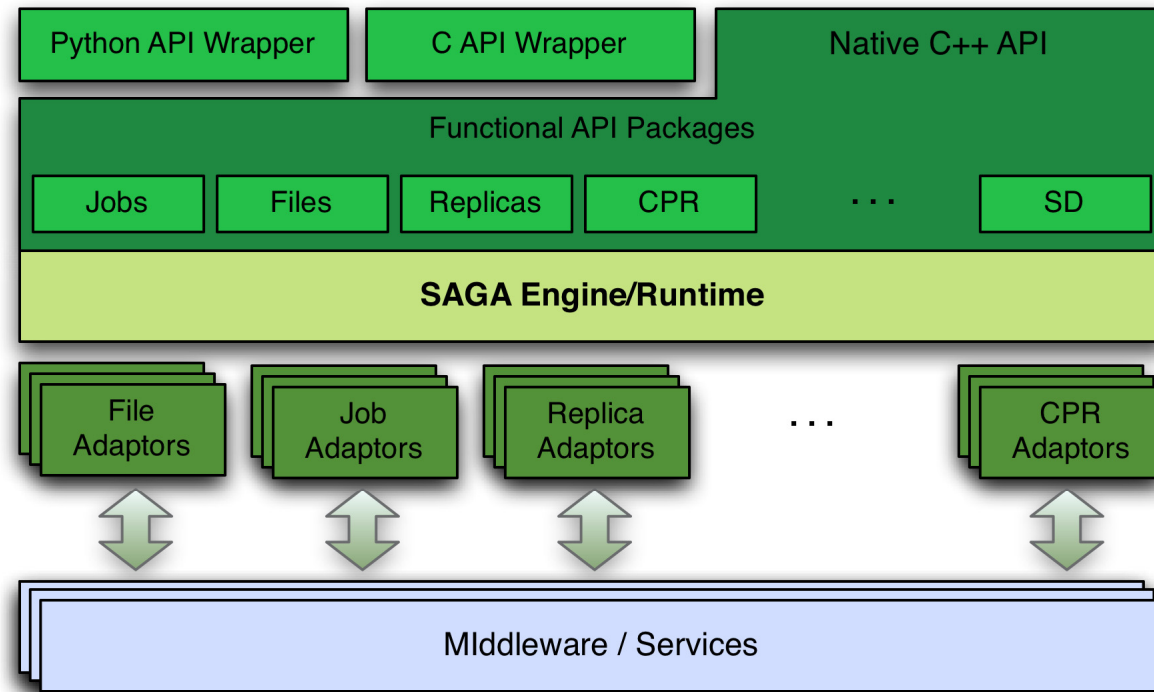 Python API Wrapper
C API Wrapper
Native C++ API
Functional API Packages
Jobs
Files
Replicas
CPR
. . .
SD
SAGA Engine/Runtime
File
Adaptors
Job
Adaptors
Replica
Adaptors
. . .
CPR
Adaptors
MIddleware / Services